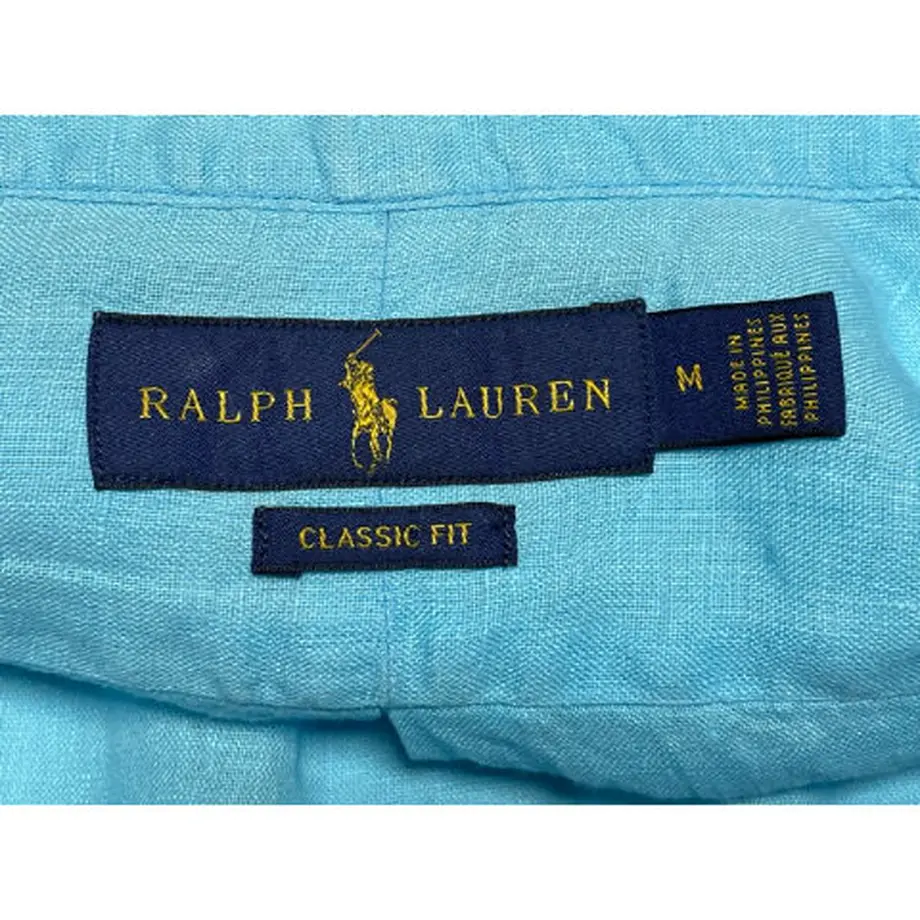 RALPH LAUREN
M
MADE IN
PHILIPPINES
FABRIQUÉ AUX
PHILIPPINES
CLASSIC FIT